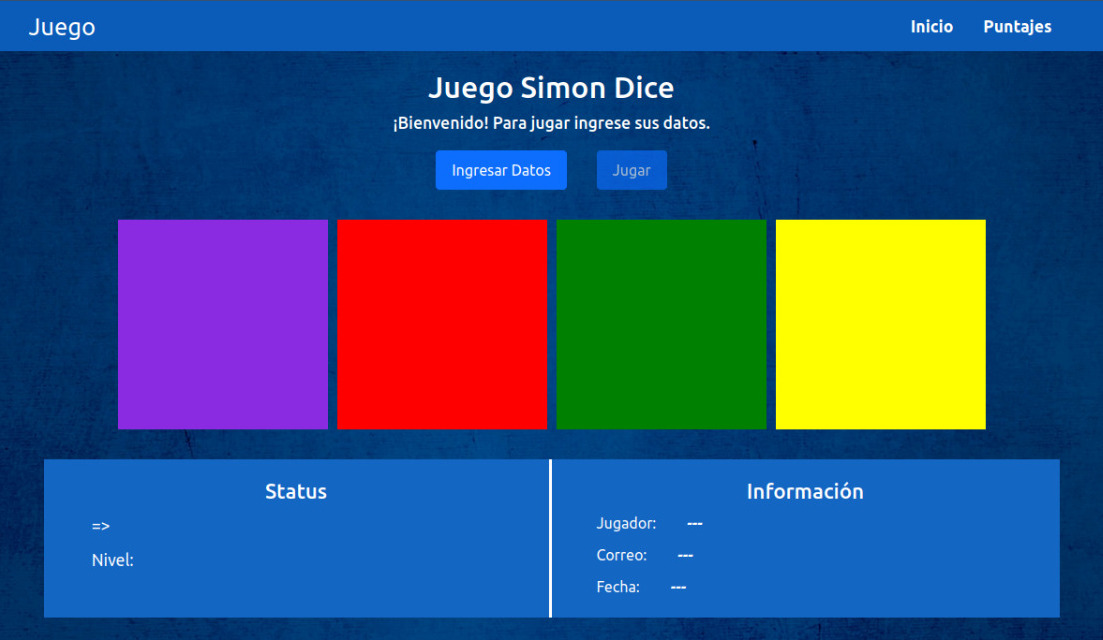 Juego Inicio Puntajes
Juego Simon Dice
¡Bienvenido! Para jugar ingrese sus datos.
Ingresar Datos Jugar
Status
=>
Nivel:
Información
Jugador: ---
Correo: ---
Fecha: ---